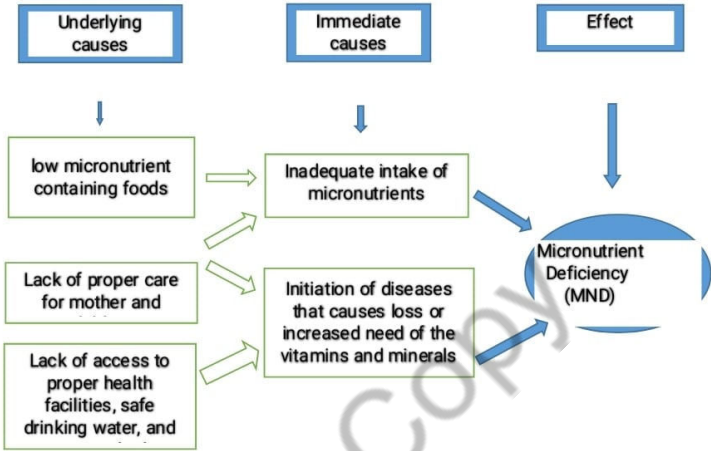 Underlying
causes
Immediate
causes
Effect
low micronutrient
containing foods
Inadequate intake of
micronutrients
Micronutrient
Deficiency
(MND)
Lack of proper care
for mother and
Initiation of diseases
that causes loss or
increased need of the
vitamins and minerals
Lack of access to
proper health
facilities, safe
drinking water, and
Copy